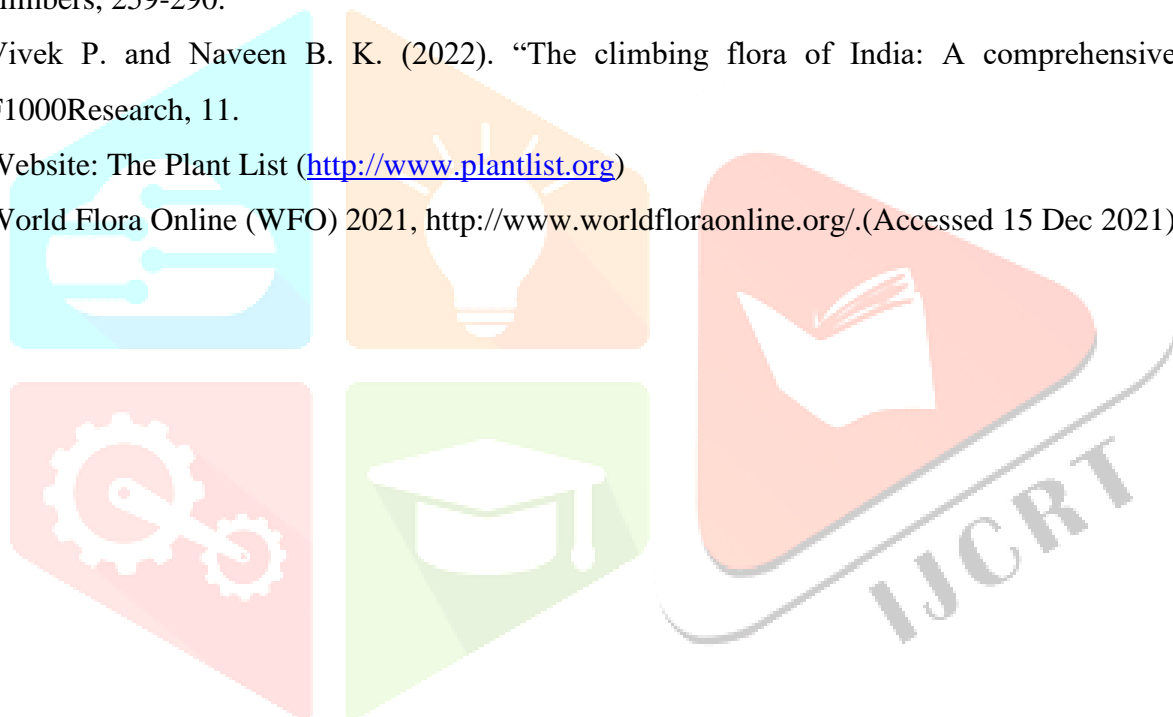 Vivek P. and Naveen B. K. (2022). “The climbing flora of India: A comprehensive
F1000Research, 11.
Website: The Plant List (http://www.plantlist.org)
World Flora Online (WFO) 2021, http://www.worldfloraonline.org/.(Accessed 15 Dec 2021)
IJCRT